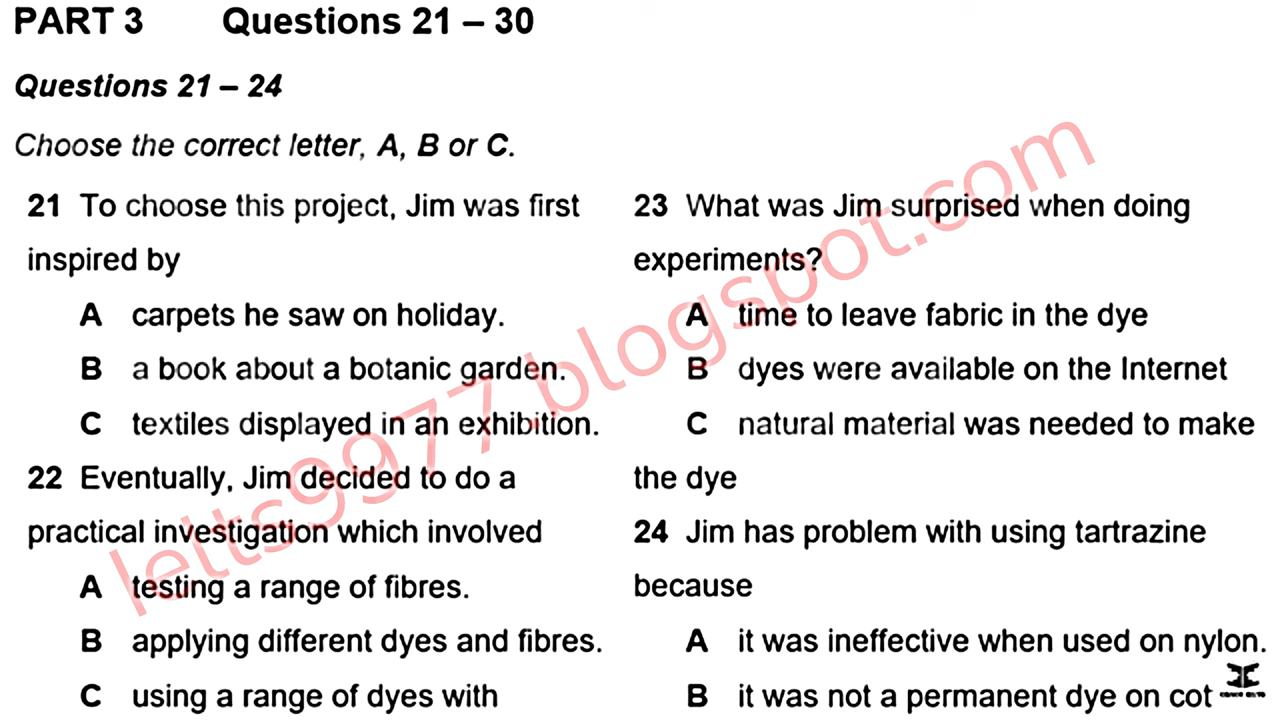 PART 3 Questions 21 – 30
Questions 21 – 24
Choose the correct letter, A, B or C.
21 To choose this project, Jim was first
inspired by
A carpets he saw on holiday.
B a book about a botanic garden.
C textiles displayed in an exhibition.
22 Eventually, Jim decided to do a
practical investigation which involved
A testing a range of fibres.
B applying different dyes and fibres.
C using a range of dyes with
23 What was Jim surprised when doing
experiments?
A time to leave fabric in the dye
B dyes were available on the Internet
C natural material was needed to make
the dye
24 Jim has problem with using tartrazine
because
A it was ineffective when used on nylon.
B it was not a permanent dye on cot
Ielts9977.blogspot.com